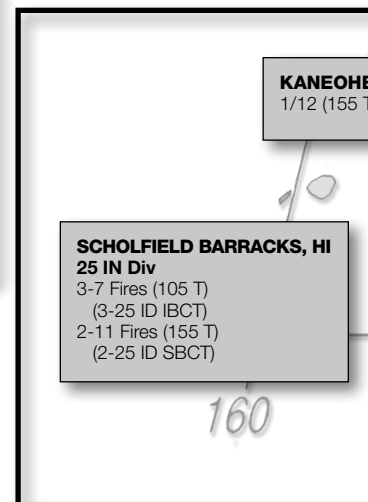 KANEOHE
1/12 (155 T
SCHOLFIELD BARRACKS, HI
25 IN Div
3-7 Fires (105 T)
(3-25 ID IBCT)
2-11 Fires (155 T)
(2-25 ID SBCT)
160